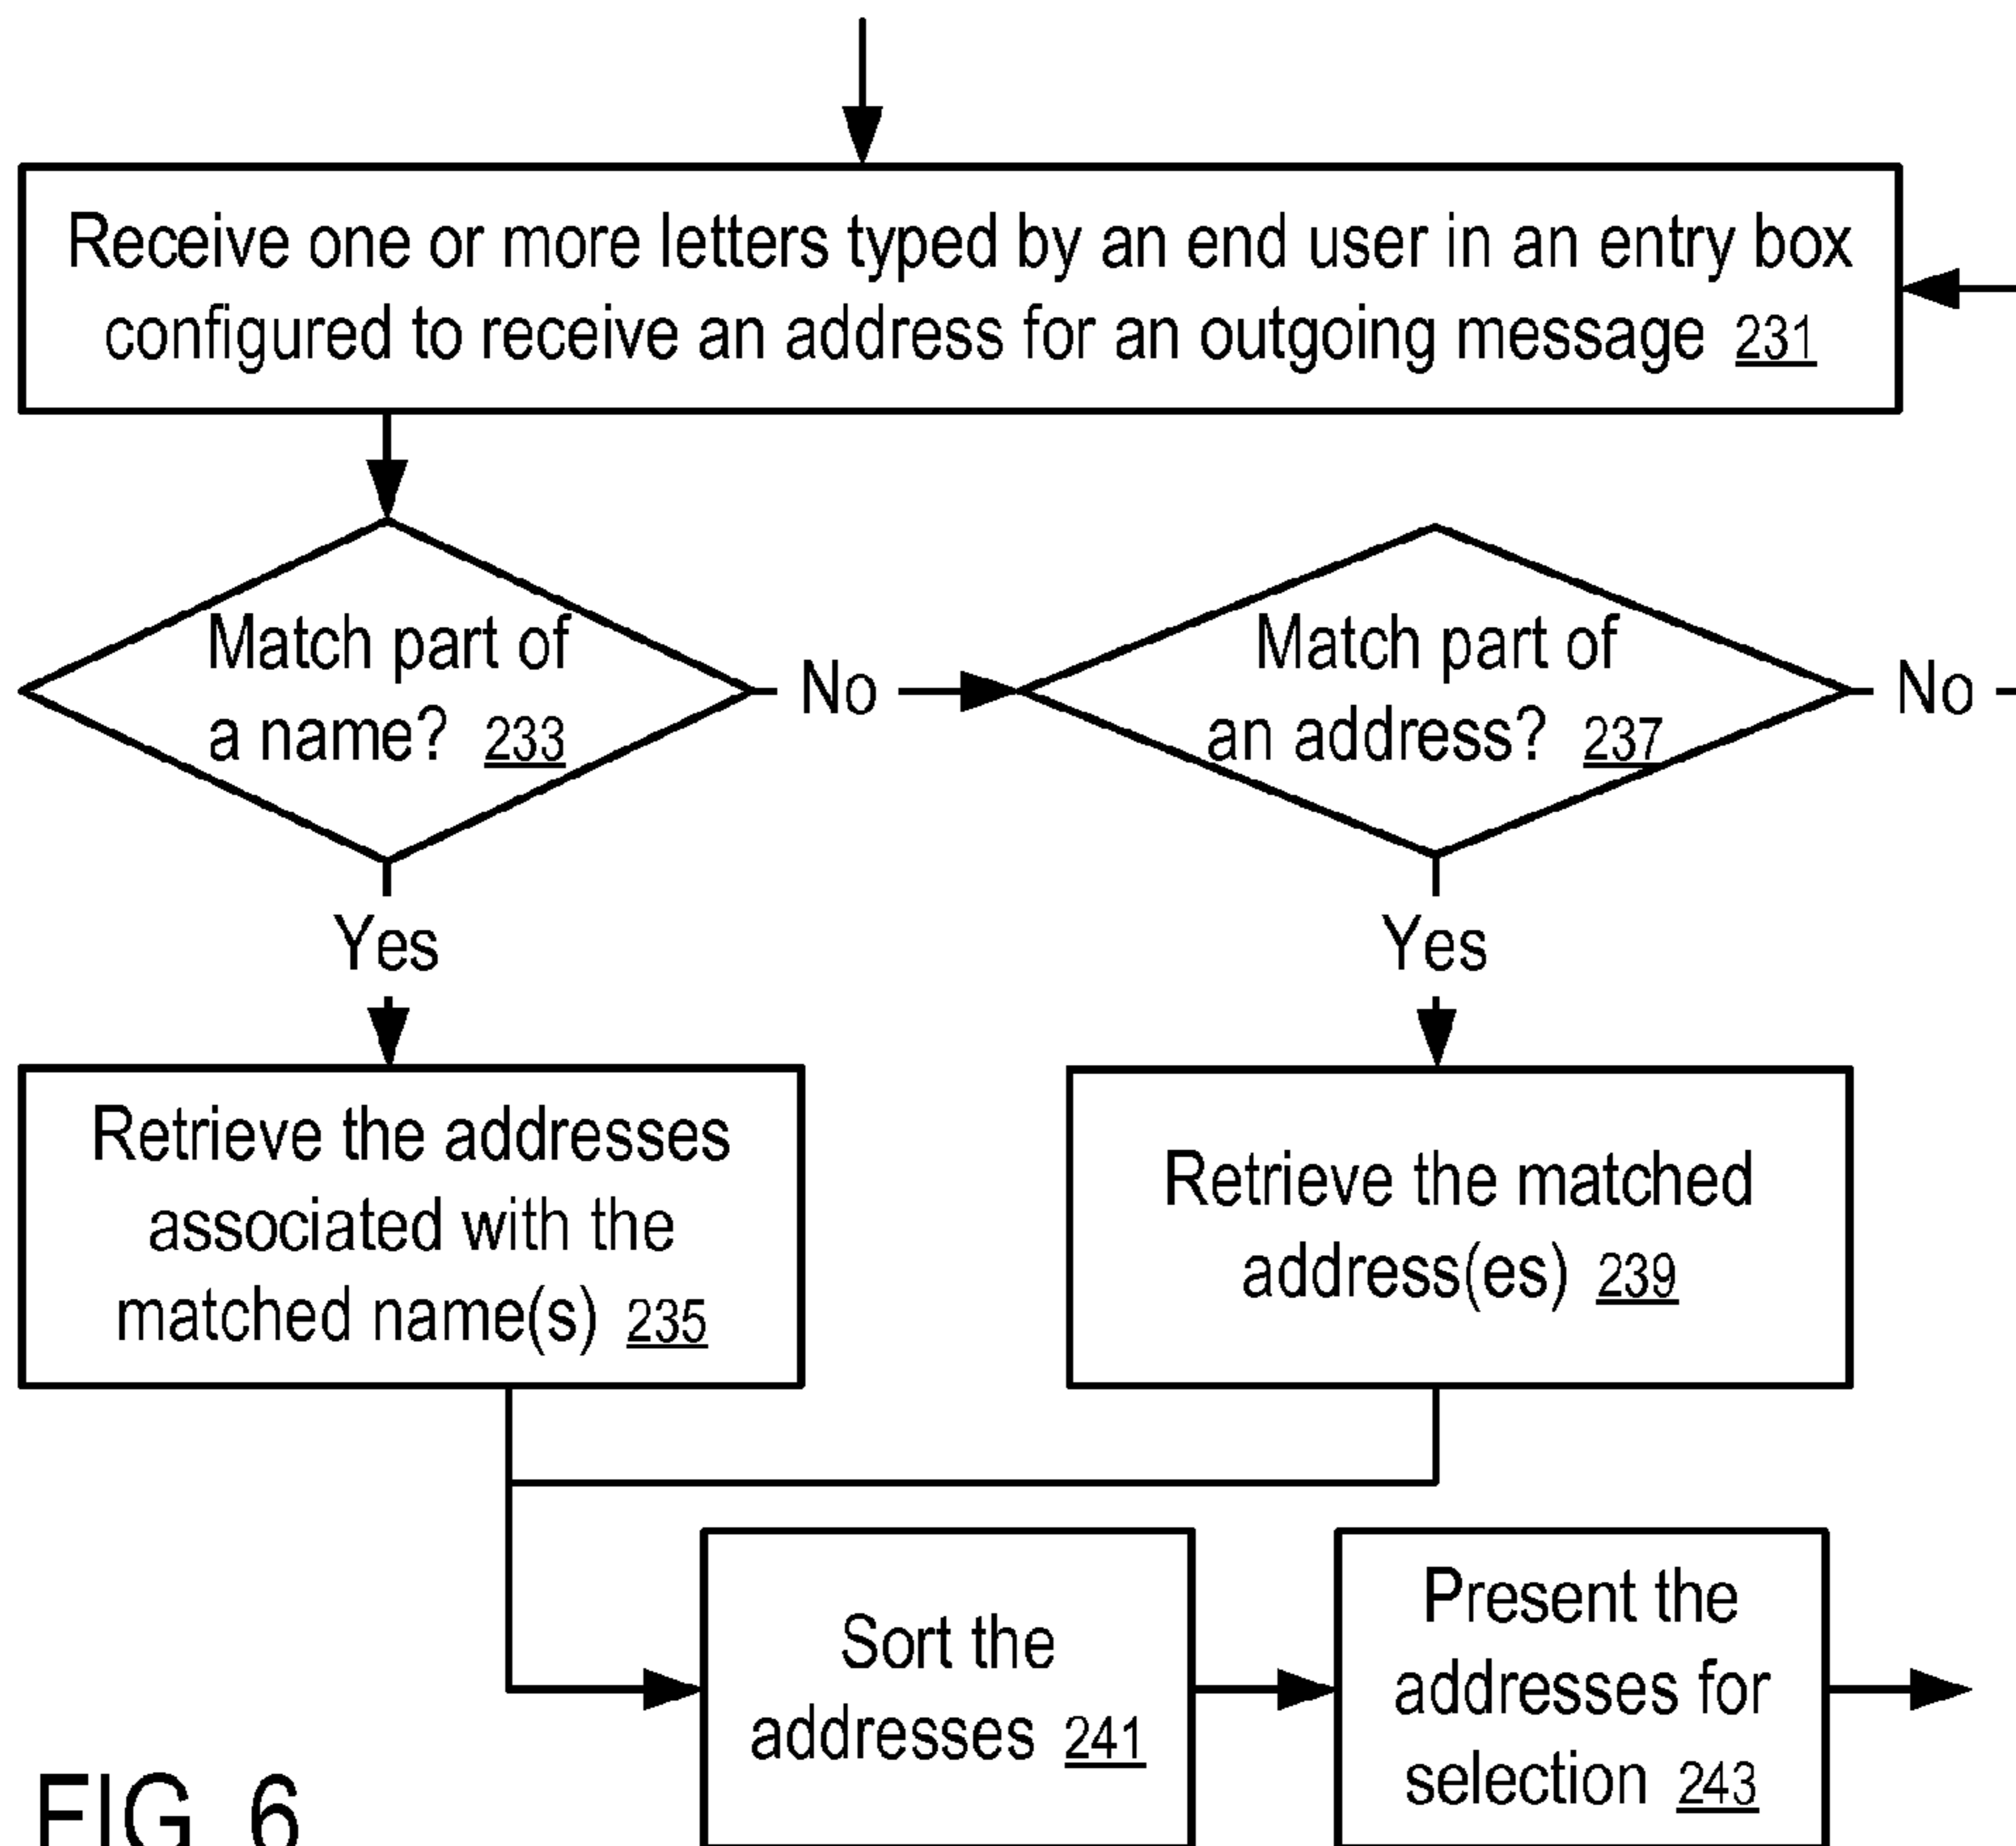 Receive one or more letters typed by an end user in an entry box
configured to receive an address for an outgoing message 231
Match part of
a name? 233
No
Match part of
an address? 237
No
Yes
Yes
Retrieve the addresses
associated with the
matched name(s) 235
Retrieve the matched
address(es) 239
Sort the
addresses 241
Present the
addresses for
selection 243
FIG. 6